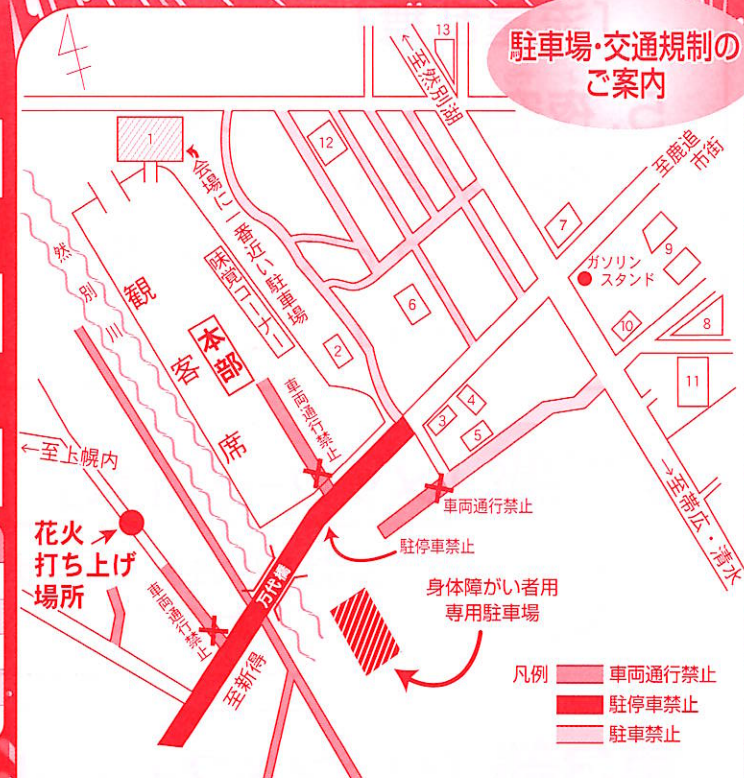 駐車場・交通規制の
ご案内
13
←至然別湖
至鹿追
市街
1
12
会場に一番近い駐車場
7
9
ガソリン
スタンド
然別川
観客席
味覚コーナー
本部
6
2
10
8
11
車両通行禁止
3
4
5
←至上幌内
車両通行禁止
→至帯広・清水
駐停車禁止
花火
打ち上げ
場所
万代橋
身体障がい者用
専用駐車場
車両通行禁止
至新得
凡例
車両通行禁止
駐停車禁止
駐車禁止